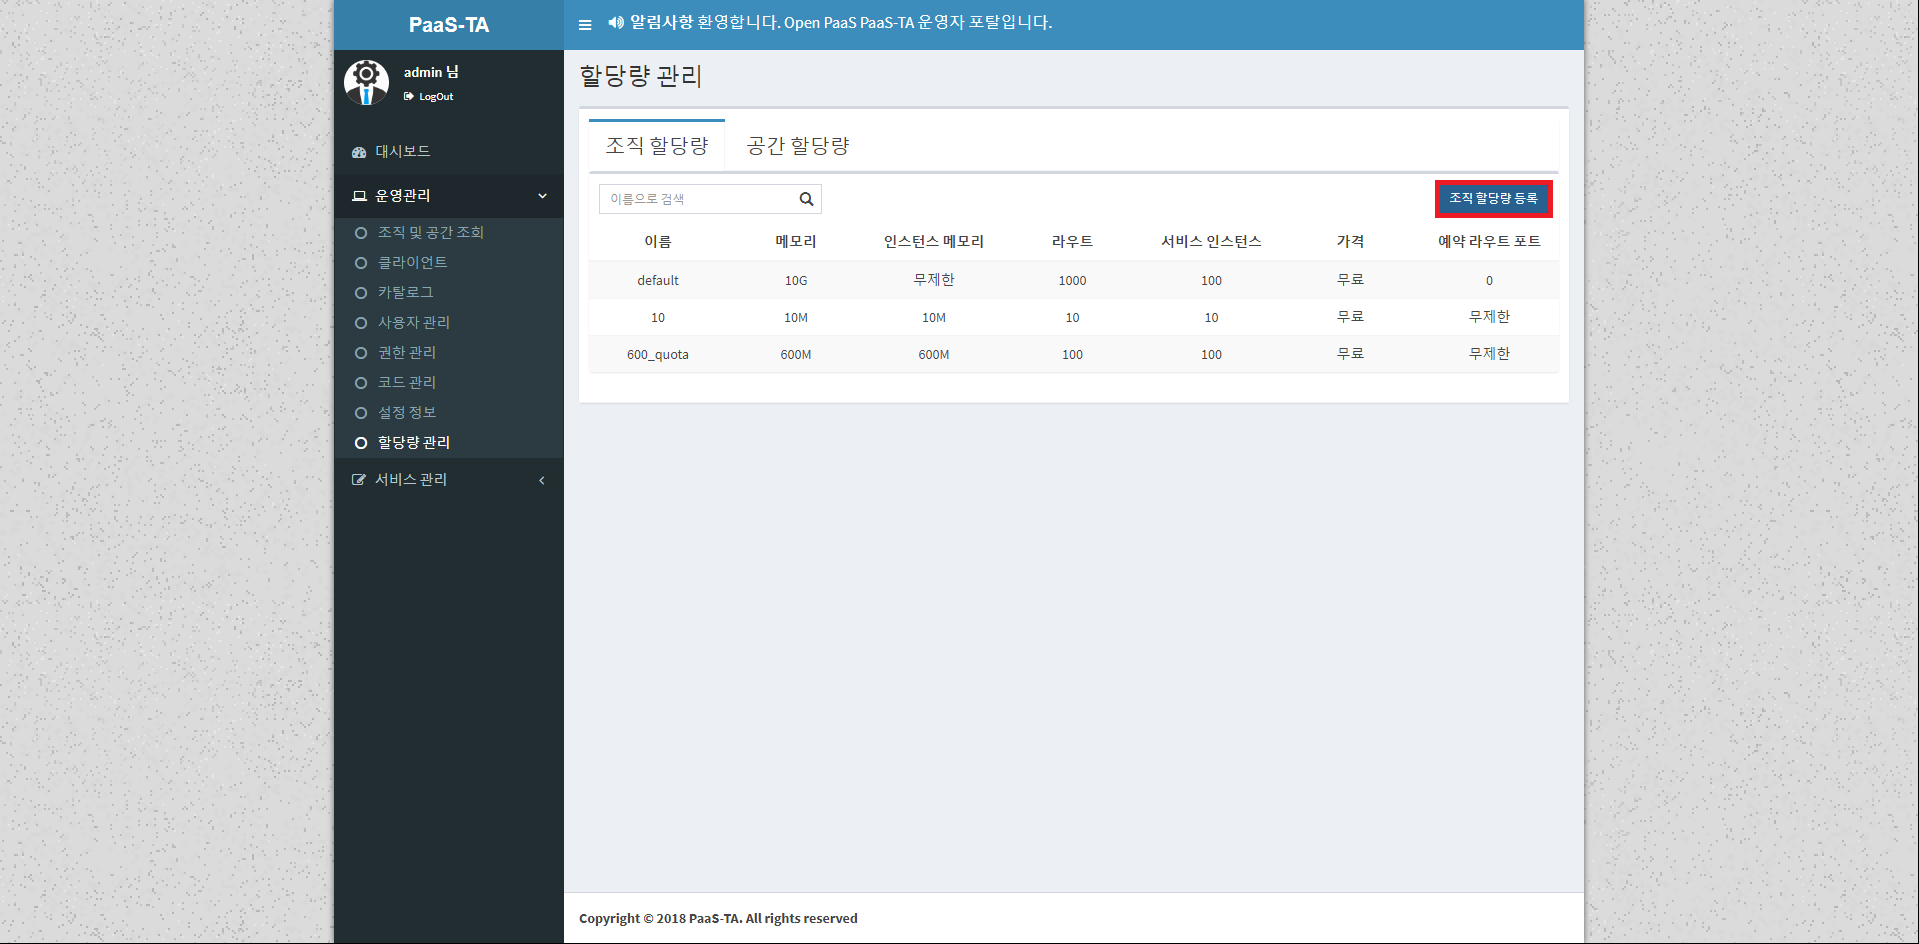 PaaS-TA
알림사항 환영합니다. Open PaaS PaaS-TA 운영자 포탈입니다.
admin 님
LogOut
대시보드
운영관리
조직 및 공간 조회
클라이언트
카탈로그
사용자 관리
권한 관리
코드 관리
설정 정보
할당량 관리
서비스 관리
할당량 관리
조직 할당량 공간 할당량
이름으로 검색 조직 할당량 등록
이름 메모리 인스턴스 메모리 라우트 서비스 인스턴스 가격 예약 라우트 포트
default 10G 무제한 1000 100 무료 0
10 10M 10M 10 10 무료 무제한
600_quota 600M 600M 100 100 무료 무제한
Copyright © 2018 PaaS-TA. All rights reserved